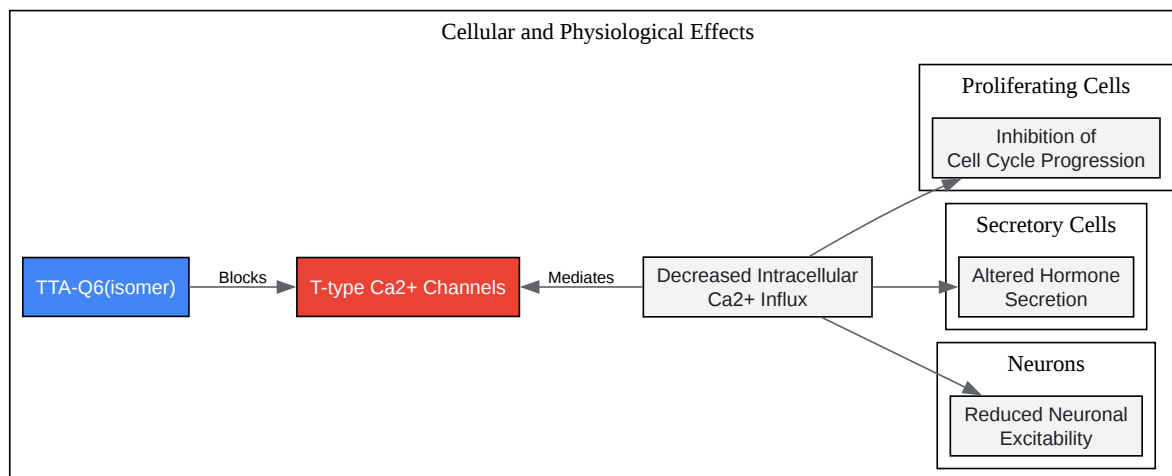 Cellular and Physiological Effects
Proliferating Cells
Inhibition of
Cell Cycle Progression
Secretory Cells
TTA-Q6(isomer)
Blocks
T-type Ca2+ Channels
Mediates
Decreased Intracellular
Ca2+ Influx
Altered Hormone
Secretion
Neurons
Reduced Neuronal
Excitability